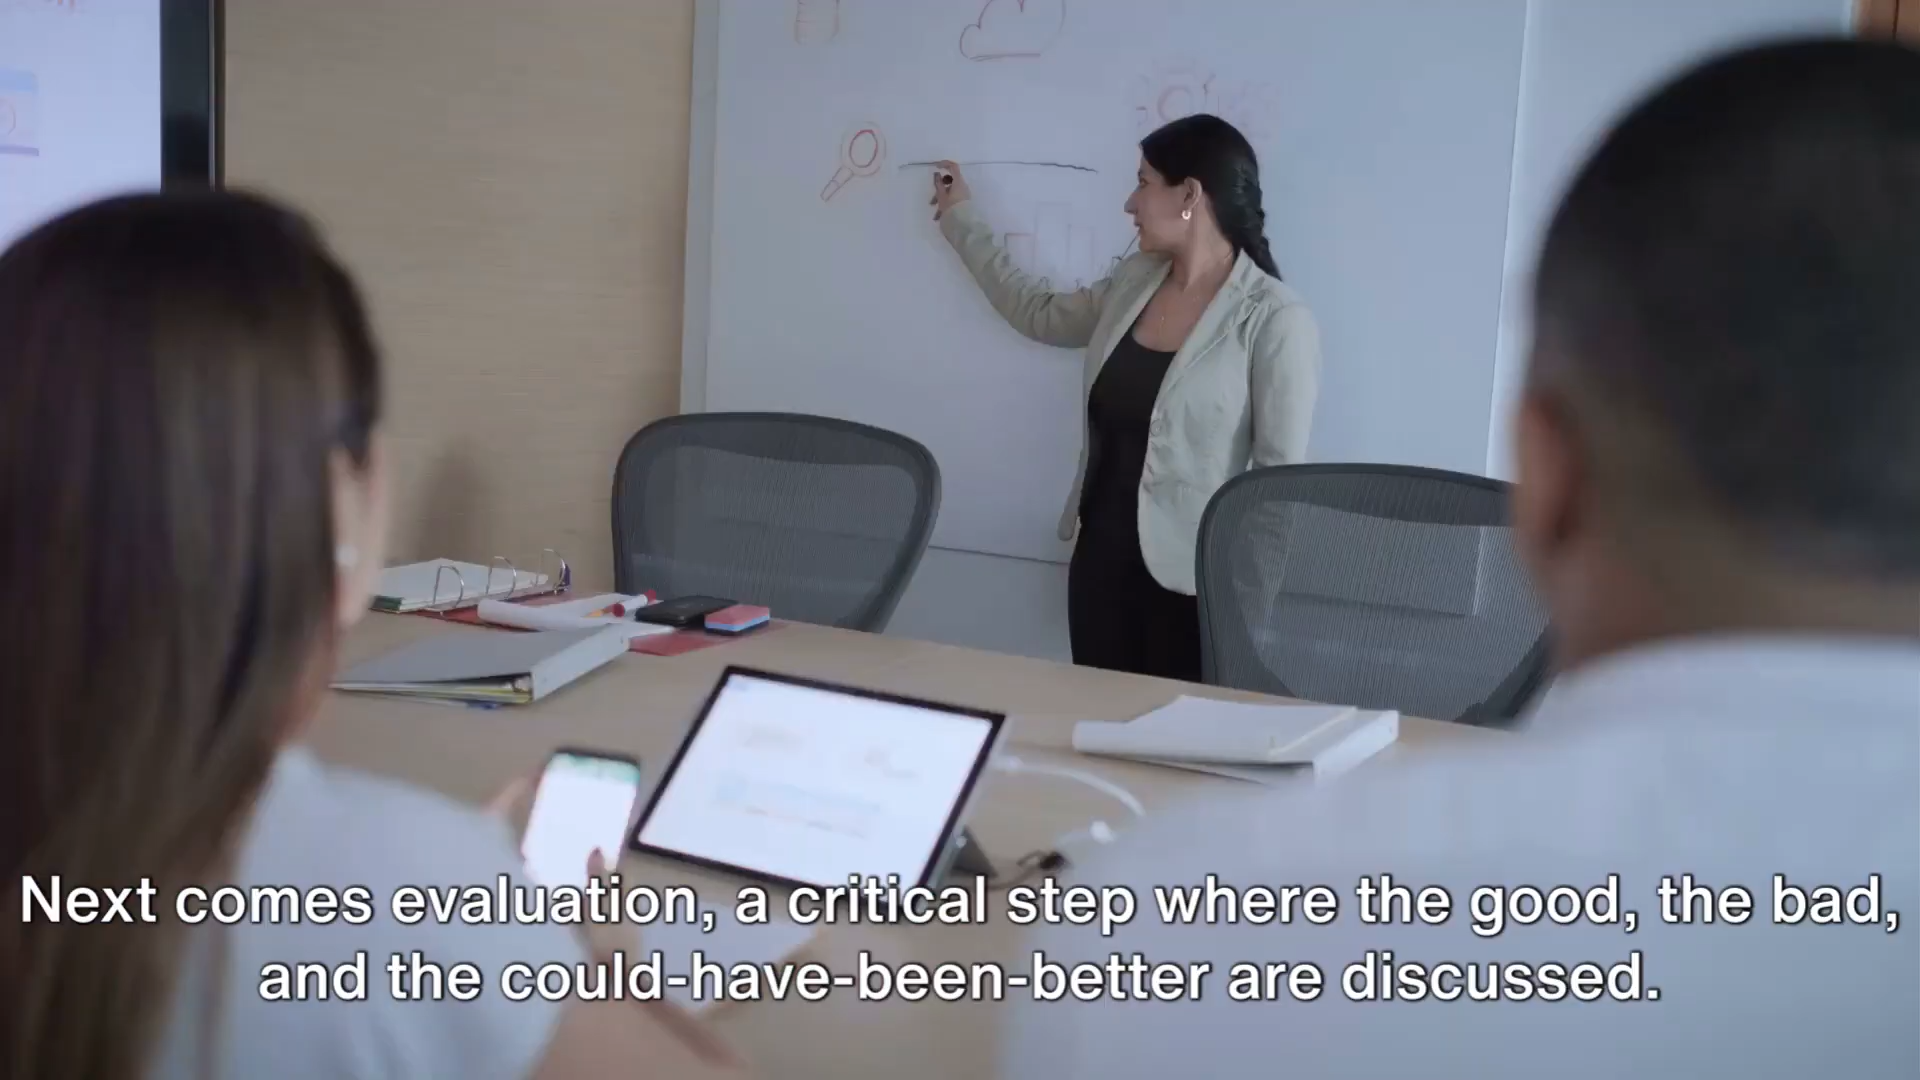 Next comes evaluation, a critical step where the good, the bad,
and the could-have-been-better are discussed.